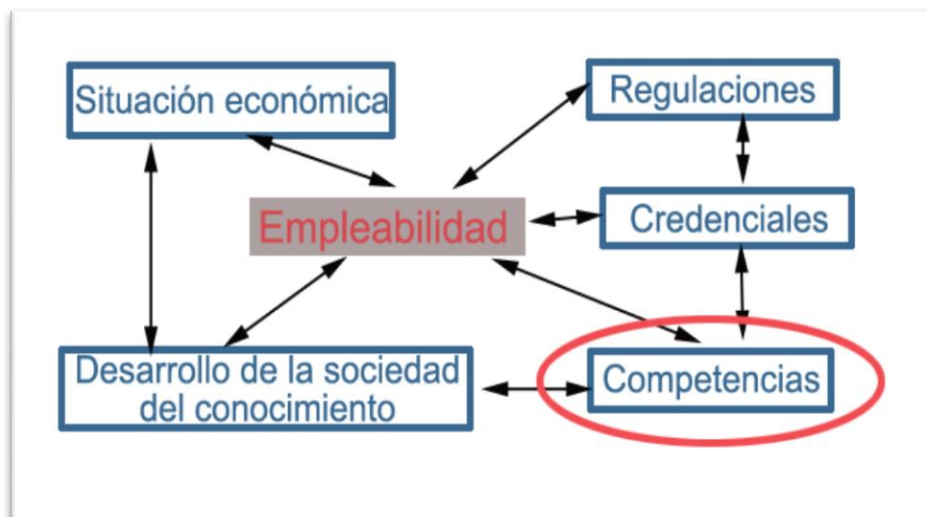 Situación económica
Regulaciones
Empleabilidad
Credenciales
Desarrollo de la sociedad
del conocimiento
Competencias